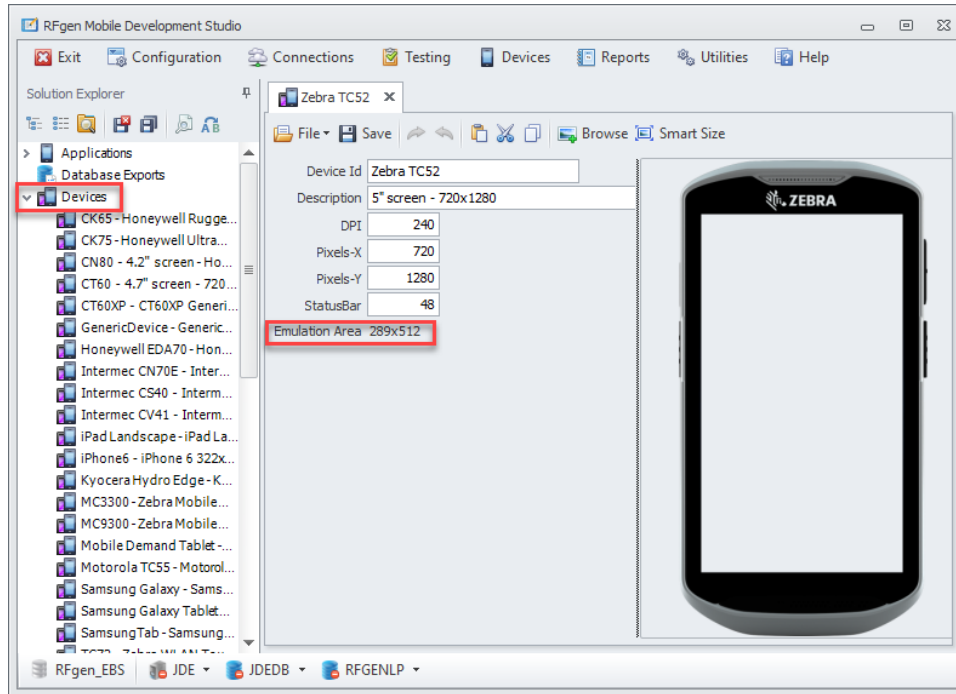 RFgen Mobile Development Studio
Exit Configuration Connections Testing Devices Reports Utilities Help
Solution Explorer
Zebra TC52
File Save Browse Smart Size
Applications
Database Exports
Devices
CK65 - Honeywell Rugge...
CK75 - Honeywell Ultra...
CN80 - 4.2" screen - Ho...
CT60 - 4.7" screen - 720...
CT60XP - CT60XP Generi...
GenericDevice - Generic...
Honeywell EDA70 - Hon...
Intermec CN70E - Inter...
Intermec CS40 - Interm...
Intermec CV41 - Interm...
iPad Landscape - iPad La...
iPhone6 - iPhone 6 322x...
Kyocera Hydro Edge - K...
MC3300 - Zebra Mobile...
MC9300 - Zebra Mobile...
Mobile Demand Tablet -...
Motorola TC55 - Motorol...
Samsung Galaxy - Sams...
Samsung Galaxy Tablet...
SamsungTab - Samsung...
Device Id Zebra TC52
Description 5" screen - 720x1280
DPI 240
Pixels-X 720
Pixels-Y 1280
StatusBar 48
Emulation Area 289x512
ZEBRA
RFgen_EBS JDE JDEDB RFGENLP